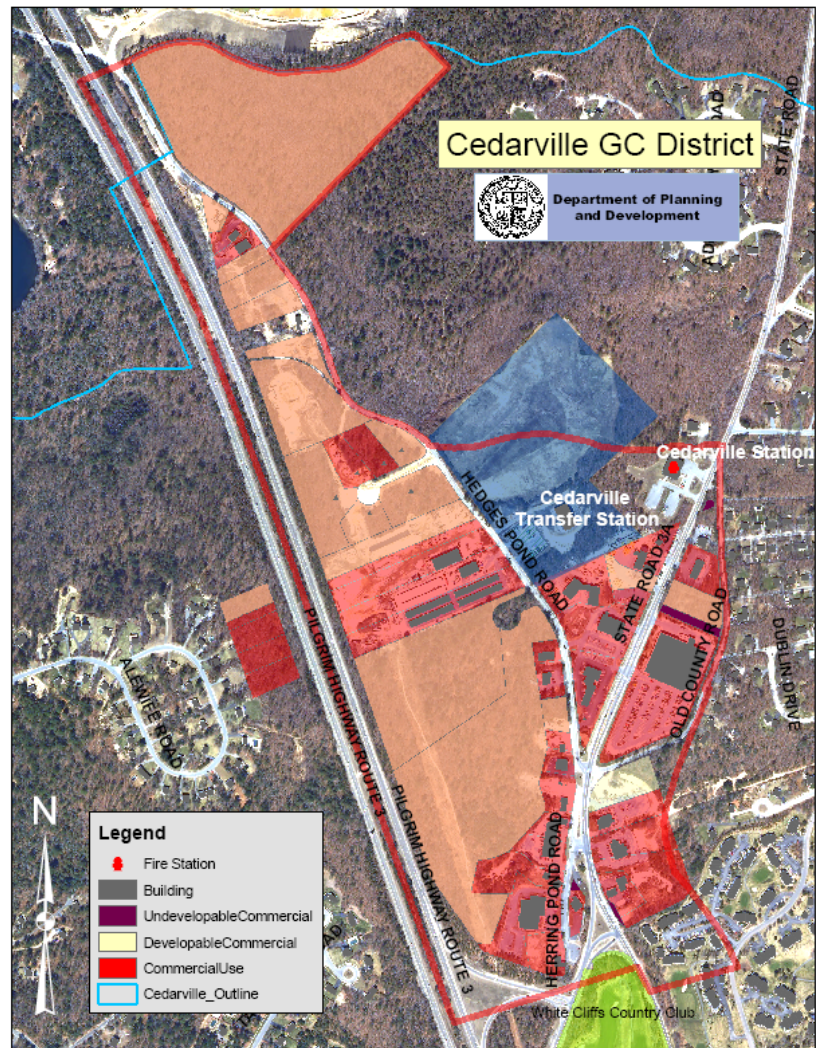 Cedarville GC District
Department of Planning
and Development
STATE ROAD
Cedarville Station
HEDGES POND ROAD
Cedarville
Transfer Station
STATE ROAD 3A
OLD COUNTY ROAD
DUBLIN DRIVE
PILGRIM HIGHWAY ROUTE 3
ALEWIFE ROAD
PILGRIM HIGHWAY ROUTE 3
HERRING POND ROAD
White Cliffs Country Club
N
Legend
Fire Station
Building
UndevelopableCommercial
DevelopableCommercial
CommercialUse
Cedarville_Outline